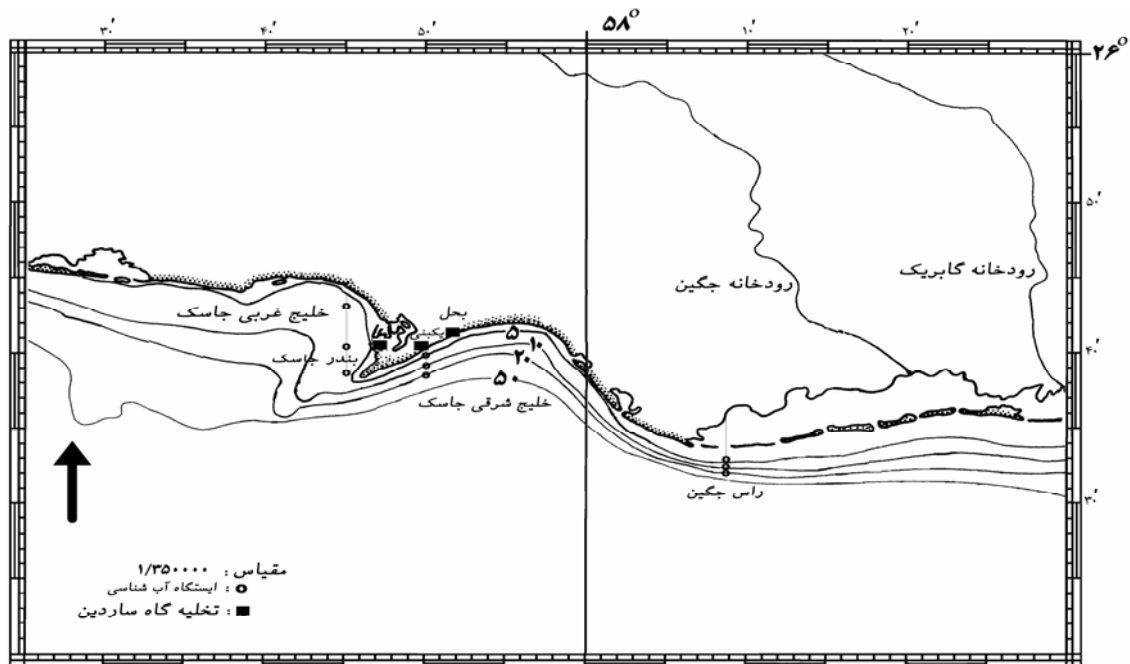 ۳۰′ ۴۰′ ۵۰′ ۵۸° ۱۰′ ۲۰′
۲۶°
۵۰′
رودخانه گابریک
رودخانه جگین
بحل
خلیج غربی جاسک
یکبنی
۵
۱۰
۴۰′
بندر جاسک
۲۰
۵۰
خلیج شرقی جاسک
راس جگین
۳۰′
مقیاس : ۱/۳۵۰۰۰۰
ایستگاه آب شناسی :
تخلیه گاه ساردین :